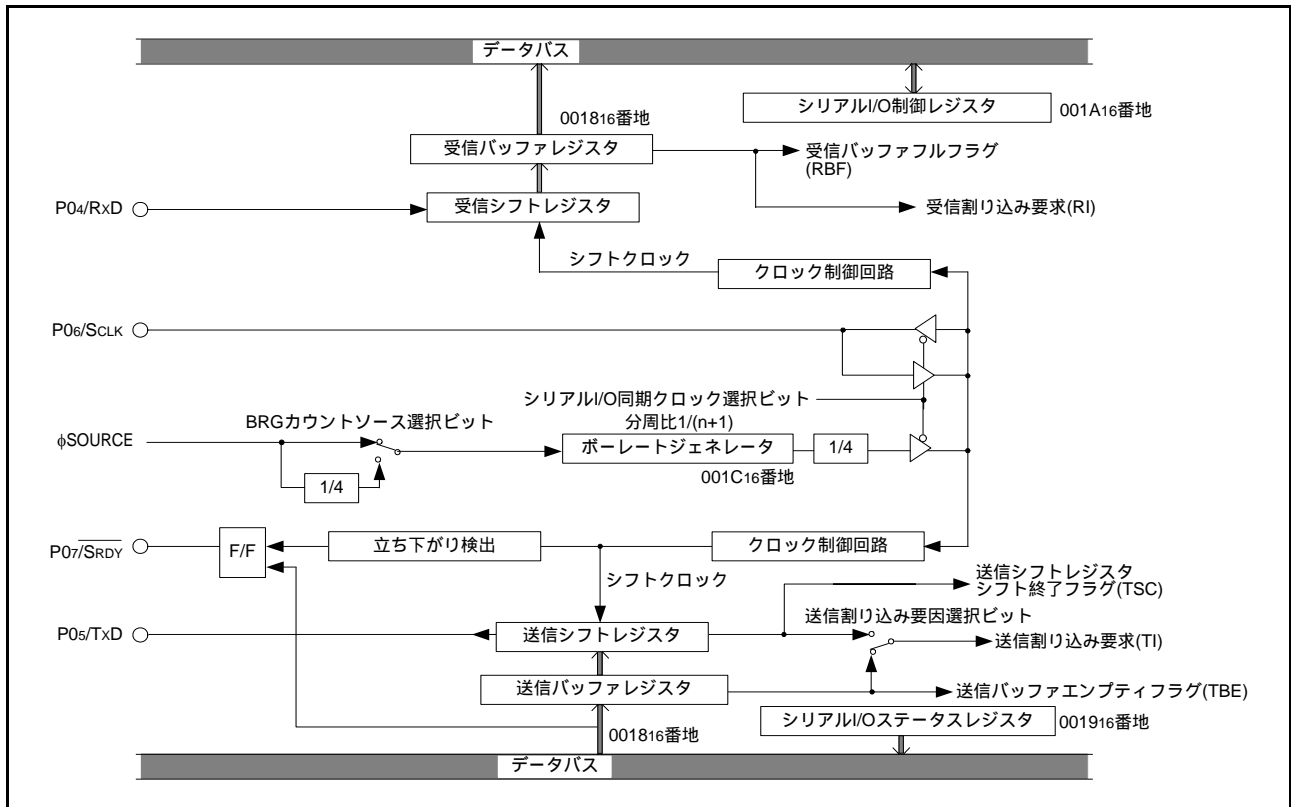 データバス
シリアルI/O制御レジスタ 001A16番地
001816番地
受信バッファレジスタ
受信バッファフルフラグ
(RBF)
P04/RXD
受信シフトレジスタ
受信割り込み要求(RI)
シフトクロック
クロック制御回路
P06/SCLK
シリアルI/O同期クロック選択ビット
BRGカウントソース選択ビット
分周比1/(n+1)
φSOURCE
ボーレートジェネレータ
1/4
001C16番地
1/4
P07/SRDY
F/F
立ち下がり検出
クロック制御回路
シフトクロック
送信シフトレジスタ
シフト終了フラグ(TSC)
送信割り込み要因選択ビット
P05/TXD
送信シフトレジスタ
送信割り込み要求(TI)
送信バッファレジスタ
送信バッファエンプティフラグ(TBE)
シリアルI/Oステータスレジスタ 001916番地
001816番地
データバス